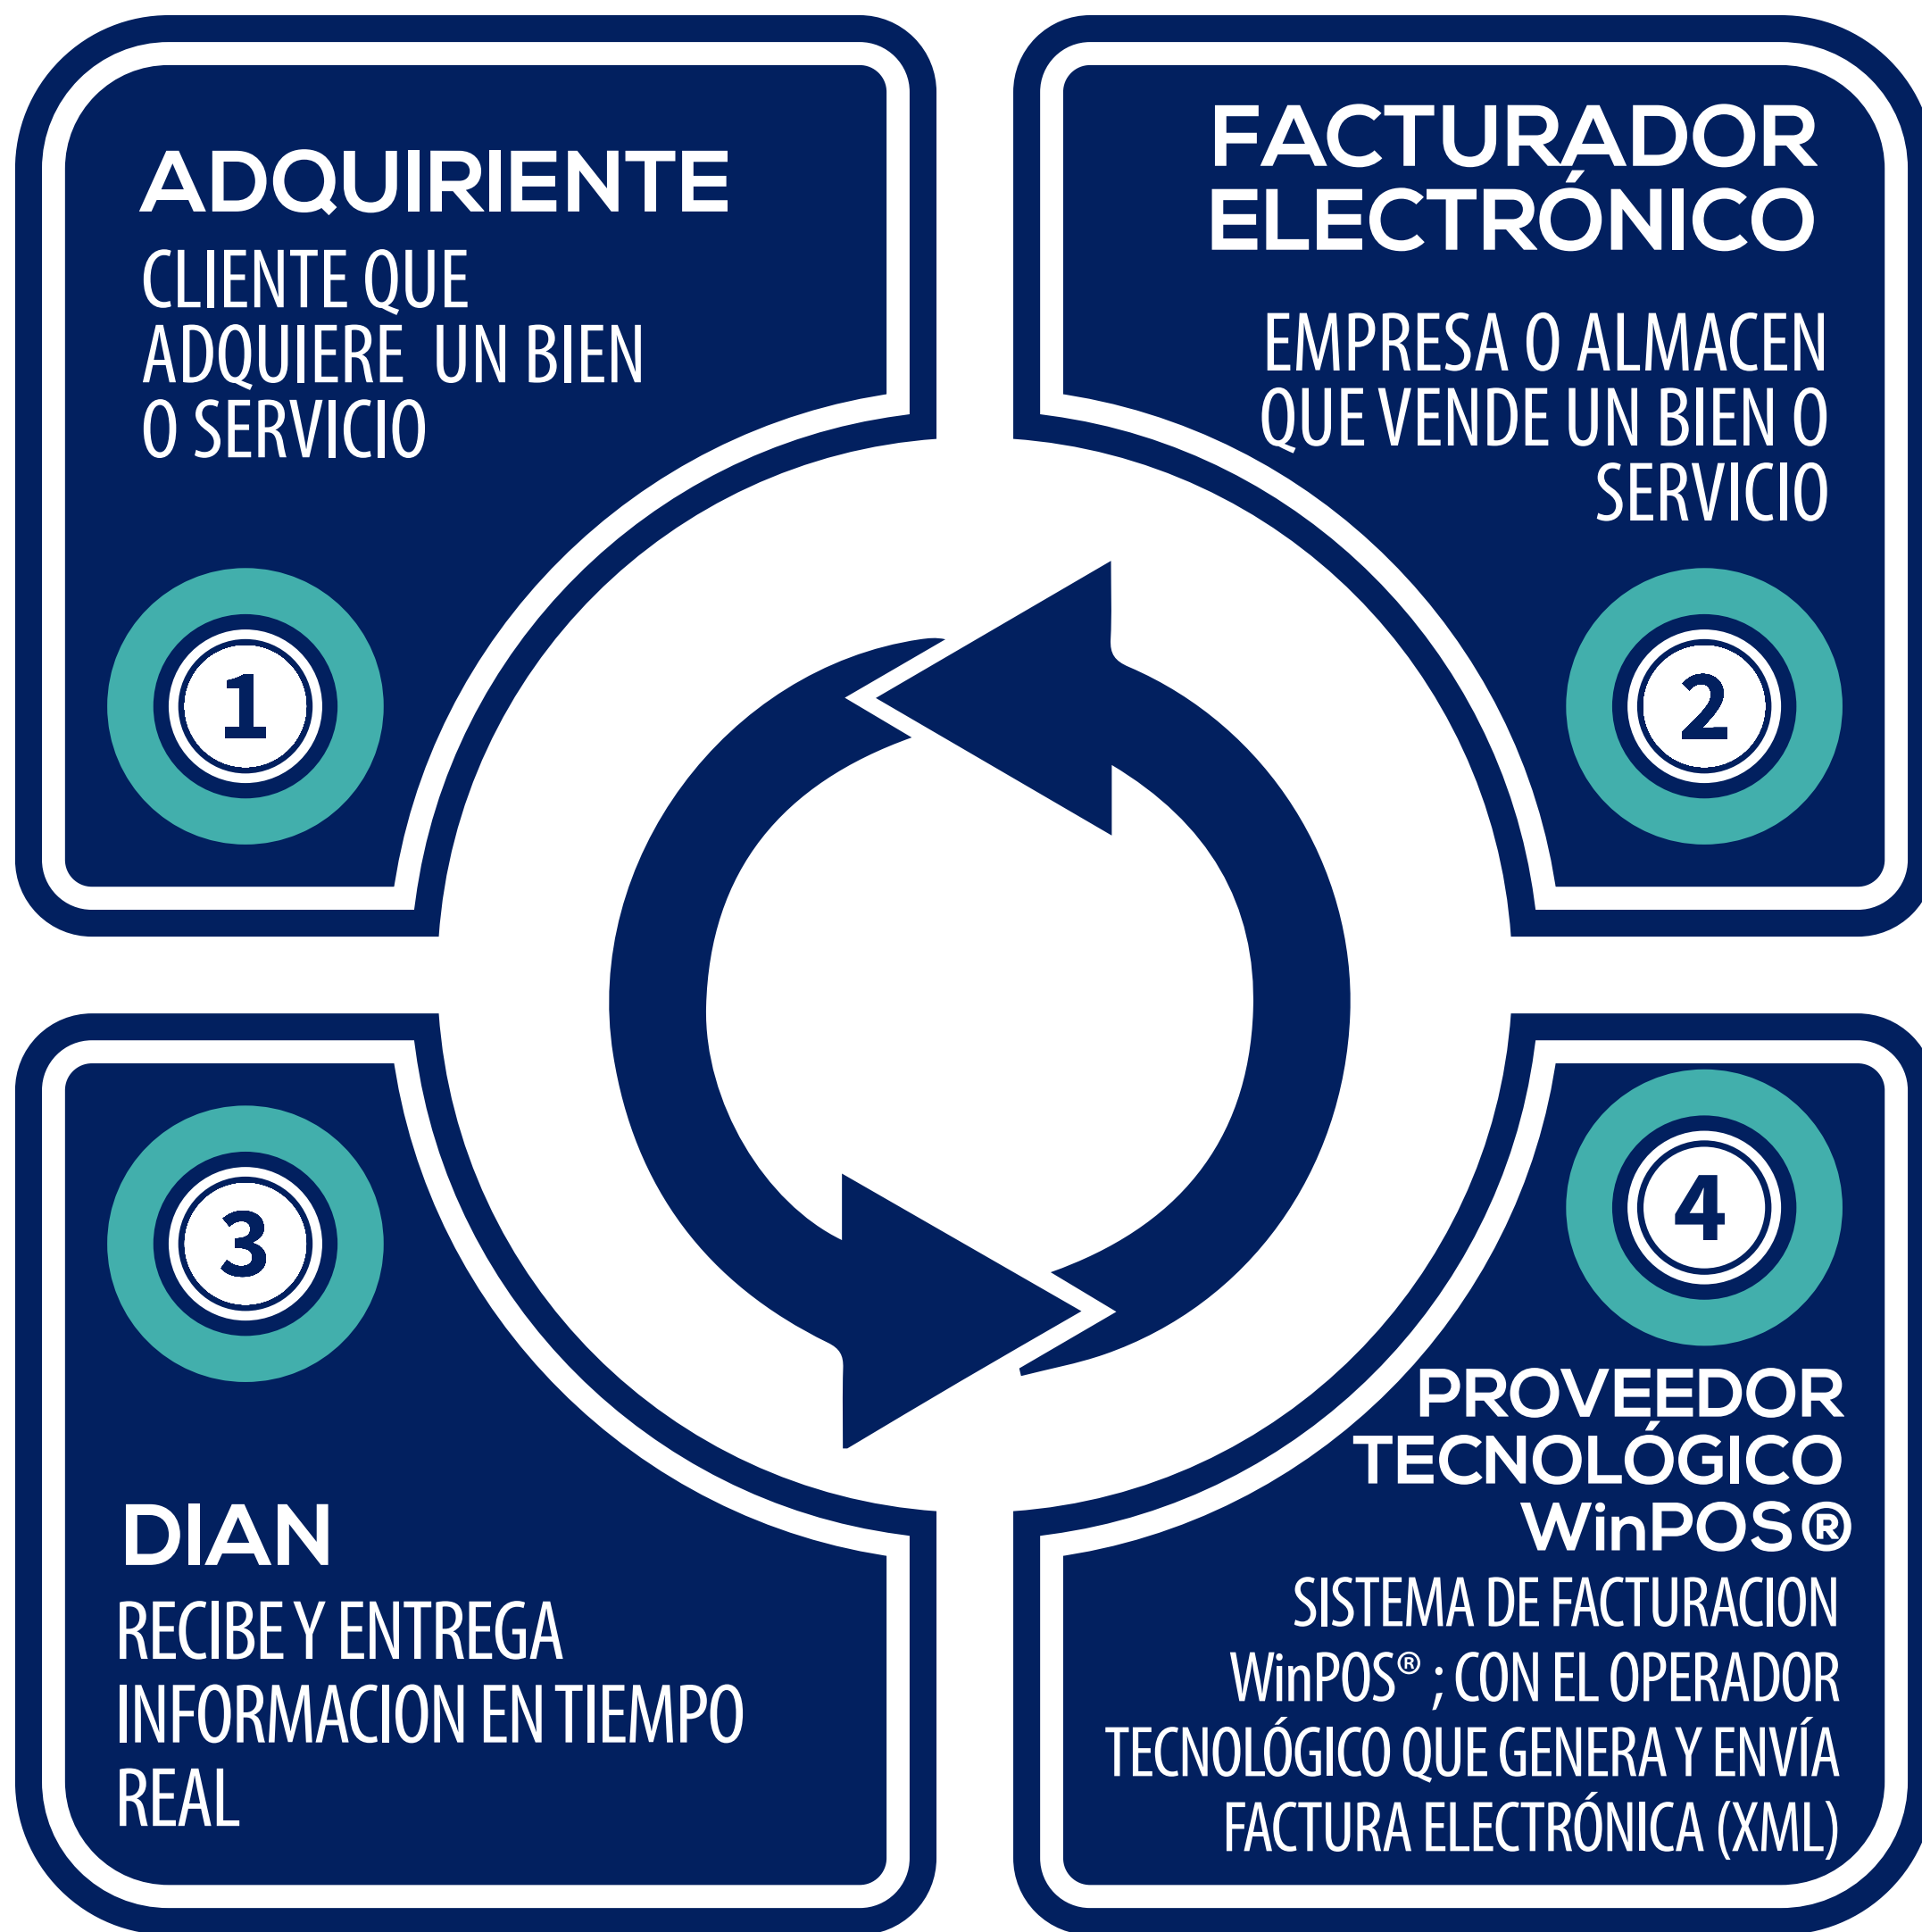 ADQUIRIENTE
CLIENTE QUE
ADQUIERE UN BIEN
O SERVICIO
1
FACTURADOR
ELECTRÓNICO
EMPRESA O ALMACEN
QUE VENDE UN BIEN O
SERVICIO
2
3
DIAN
RECIBE Y ENTREGA
INFORMACION EN TIEMPO
REAL
4
PROVEEDOR
TECNOLÓGICO
WinPOS®
SISTEMA DE FACTURACION
WinPOS® ; CON EL OPERADOR
TECNOLÓGICO QUE GENERA Y ENVÍA
FACTURA ELECTRÓNICA (XML)